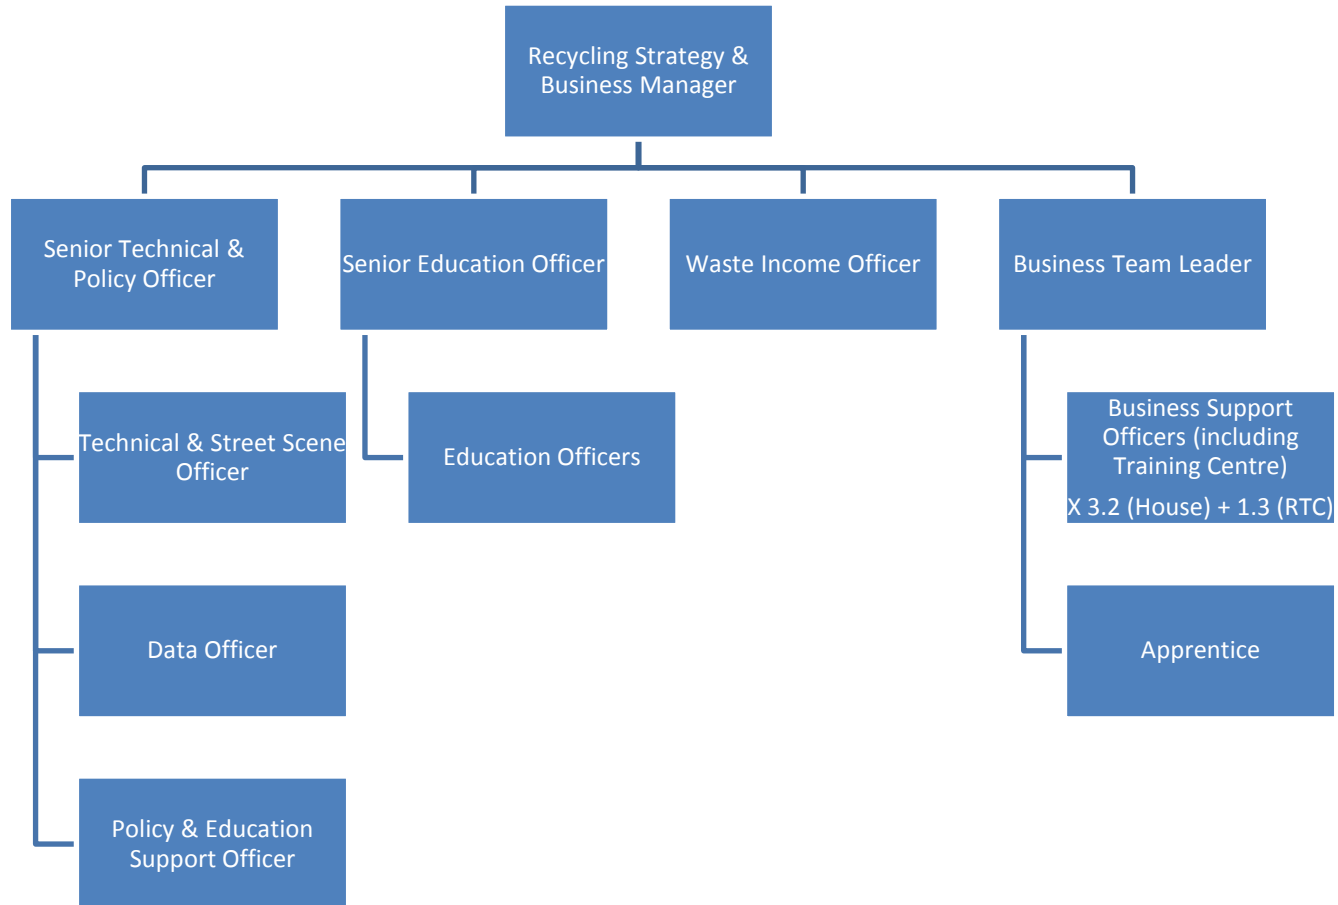 Recycling Strategy &
Business Manager
Senior Technical &
Policy Officer
Senior Education Officer
Waste Income Officer
Business Team Leader
Technical & Street Scene
Officer
Data Officer
Policy & Education
Support Officer
Education Officers
Business Support
Officers (including
Training Centre)
X 3.2 (House) + 1.3 (RTC)
Apprentice